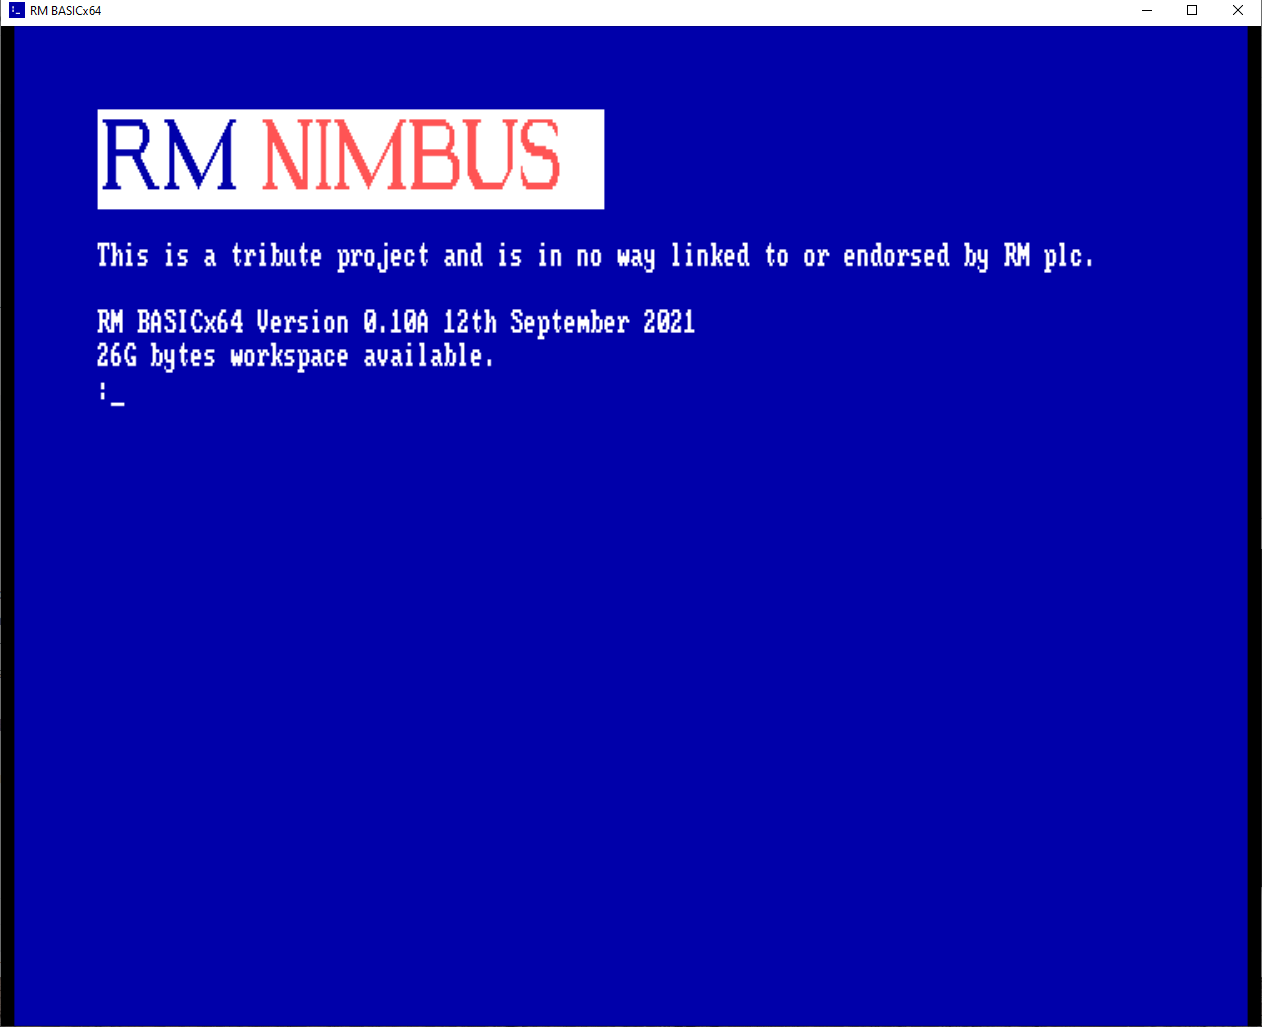 RM BASICx64
RM NIMBUS
This is a tribute project and is in no way linked to or endorsed by RM plc.
RM BASICx64 Version 0.10A 12th September 2021
26G bytes workspace available.
:_